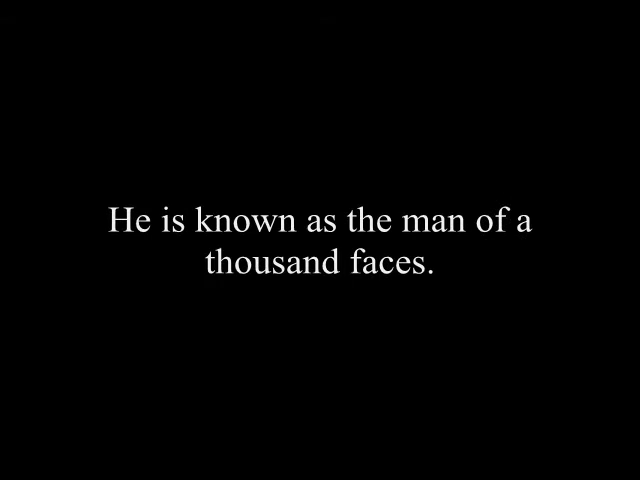 He is known as the man of a
thousand faces.